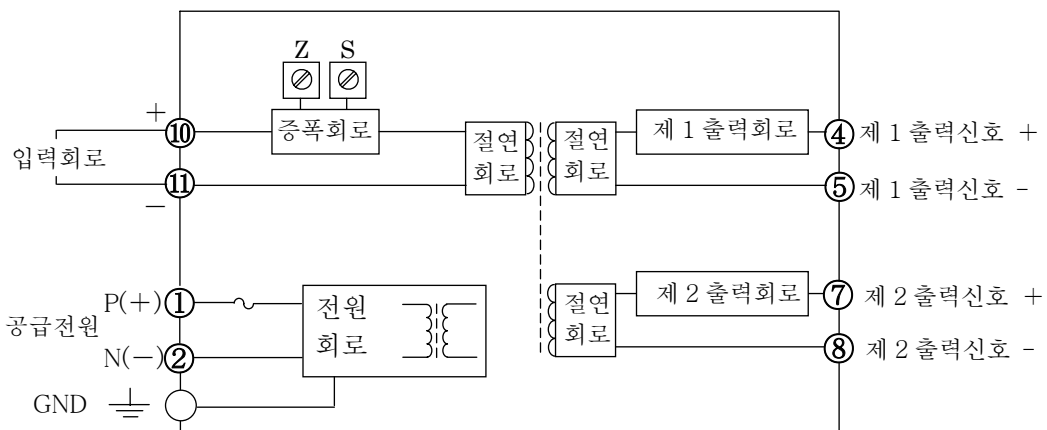 Z S
+
⑩ 증폭회로
입력회로
⑪
−
절연
회로
절연
회로
제 1 출력회로
④ 제 1 출력신호 +
⑤ 제 1 출력신호 -
P(+) ①
공급전원
N(−) ②
GND
전원
회로
절연
회로
제 2 출력회로
⑦ 제 2 출력신호 +
⑧ 제 2 출력신호 -